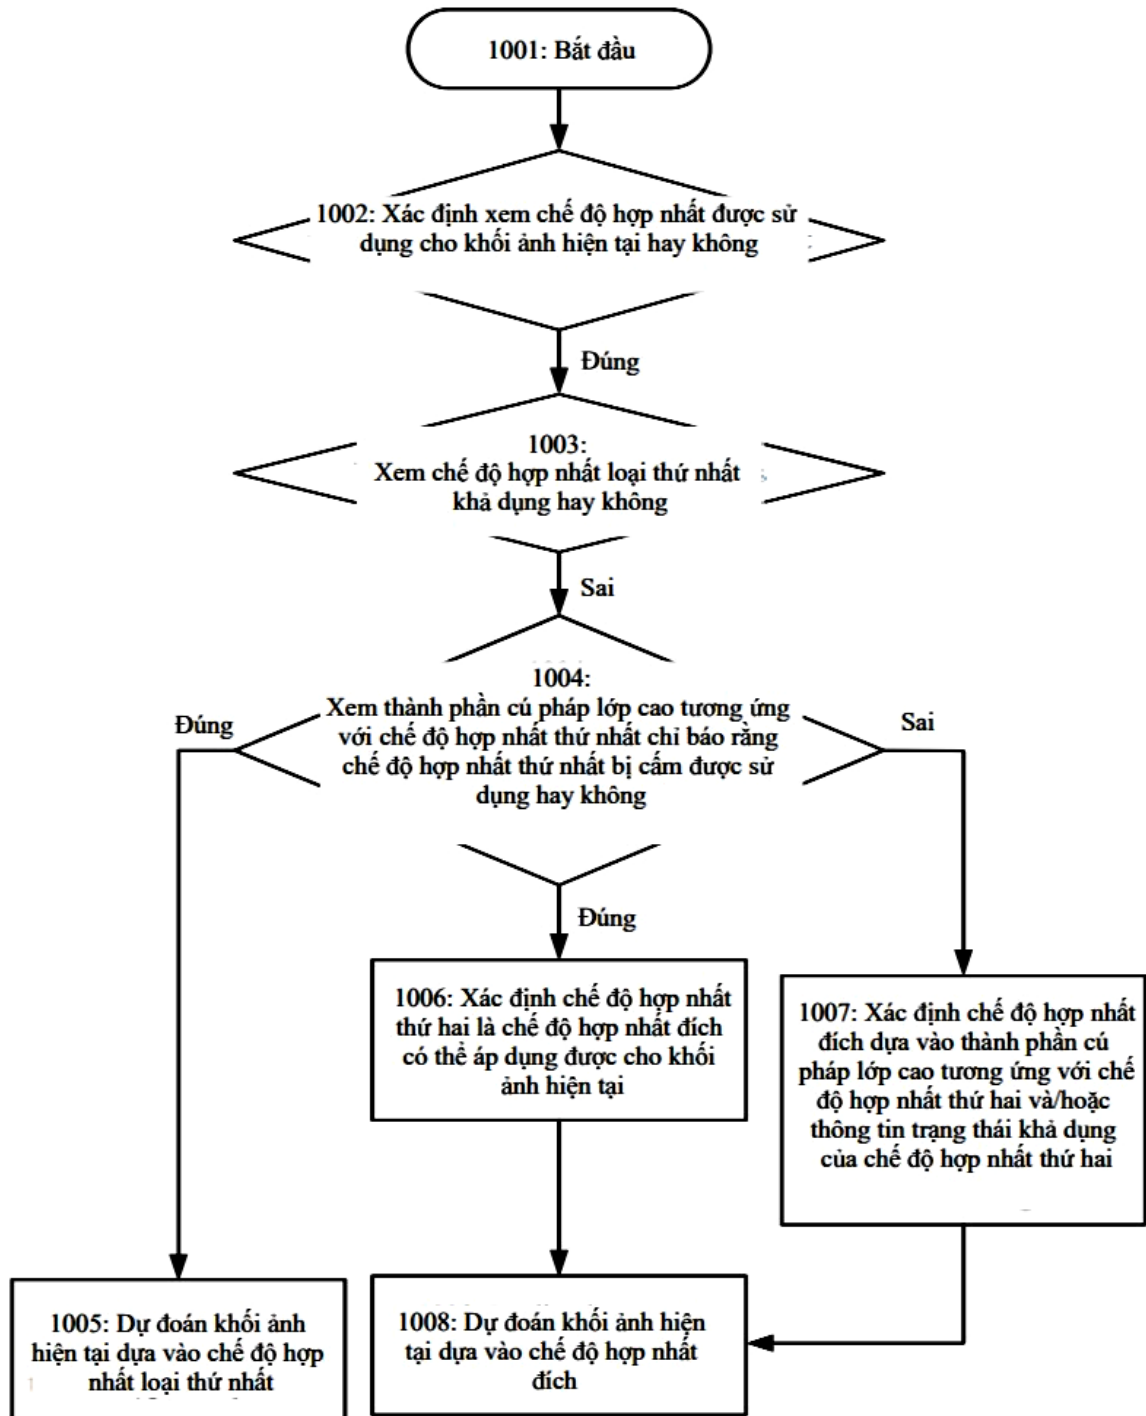 1001: Bắt đầu
1002: Xác định xem chế độ hợp nhất được sử
dụng cho khối ảnh hiện tại hay không
Đúng
1003:
Xem chế độ hợp nhất loại thứ nhất
khả dụng hay không
Sai
1004:
Xem thành phần cú pháp lớp cao tương ứng
với chế độ hợp nhất thứ nhất chỉ báo rằng
chế độ hợp nhất thứ nhất bị cấm được sử
dụng hay không
Đúng
Sai
Đúng
1006: Xác định chế độ hợp nhất
thứ hai là chế độ hợp nhất đích
có thể áp dụng được cho khối
ảnh hiện tại
1007: Xác định chế độ hợp nhất
đích dựa vào thành phần cú
pháp lớp cao tương ứng với chế
độ hợp nhất thứ hai và/hoặc
thông tin trạng thái khả dụng
của chế độ hợp nhất thứ hai
1005: Dự đoán khối ảnh
hiện tại dựa vào chế độ hợp
nhất loại thứ nhất
1008: Dự đoán khối ảnh hiện
tại dựa vào chế độ hợp nhất
đích